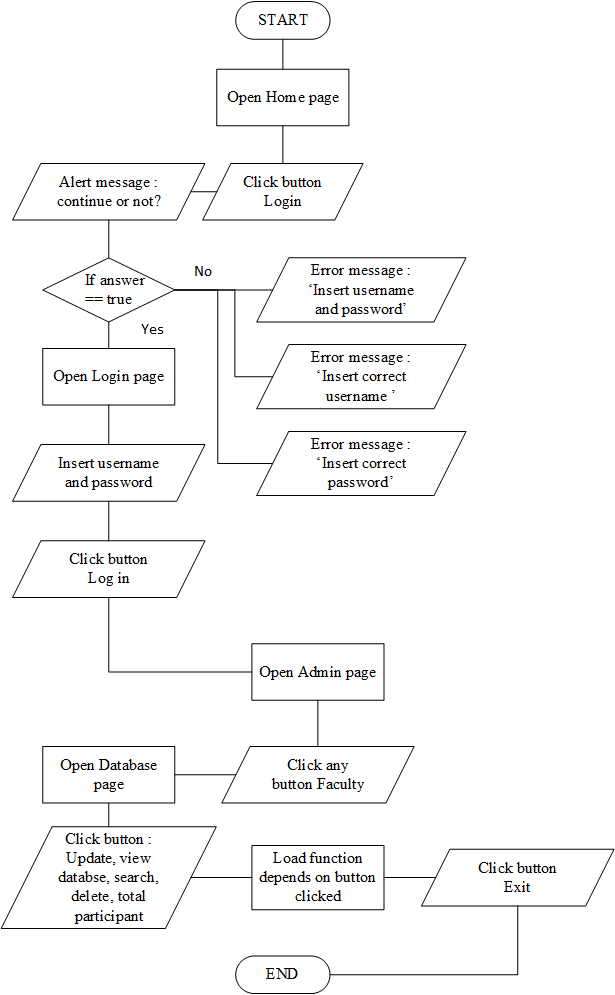 START
Open Home page
Click button
Login
Alert message :
continue or not?
If answer
== true
No
Yes
Error message :
‘Insert username
and password’
Error message :
‘Insert correct
username ’
Error message :
‘Insert correct
password’
Open Login page
Insert username
and password
Click button
Log in
Open Admin page
Click any
button Faculty
Open Database
page
Click button :
Update, view
databse, search,
delete, total
participant
Load function
depends on button
clicked
Click button
Exit
END